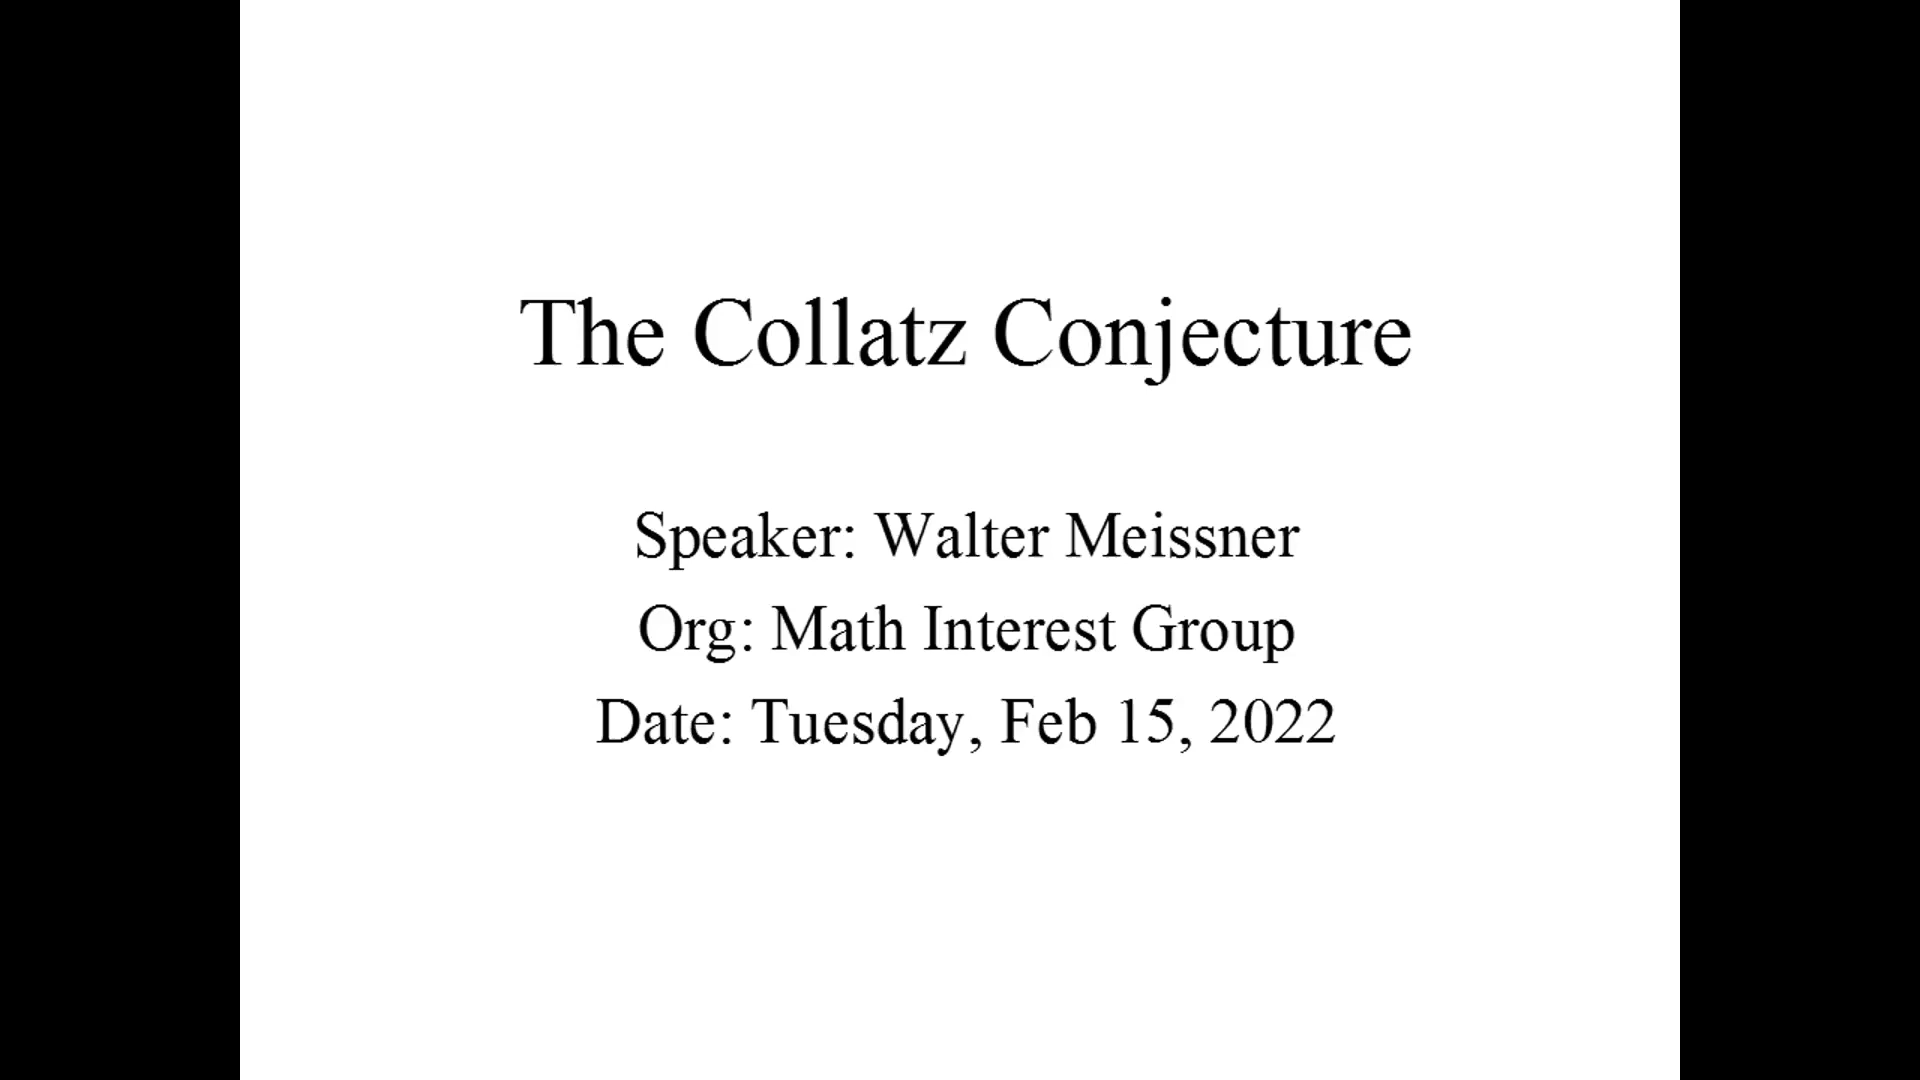 The Collatz Conjecture
Speaker: Walter Meissner
Org: Math Interest Group
Date: Tuesday, Feb 15, 2022